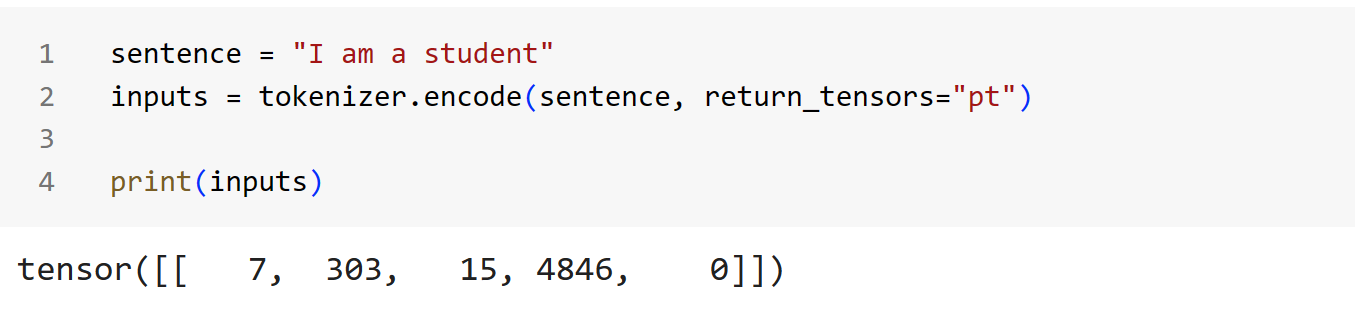 1 sentence = "I am a student"
2 inputs = tokenizer.encode(sentence, return_tensors="pt")
3
4 print(inputs)
tensor([[   7,  303,   15, 4846,    0]])